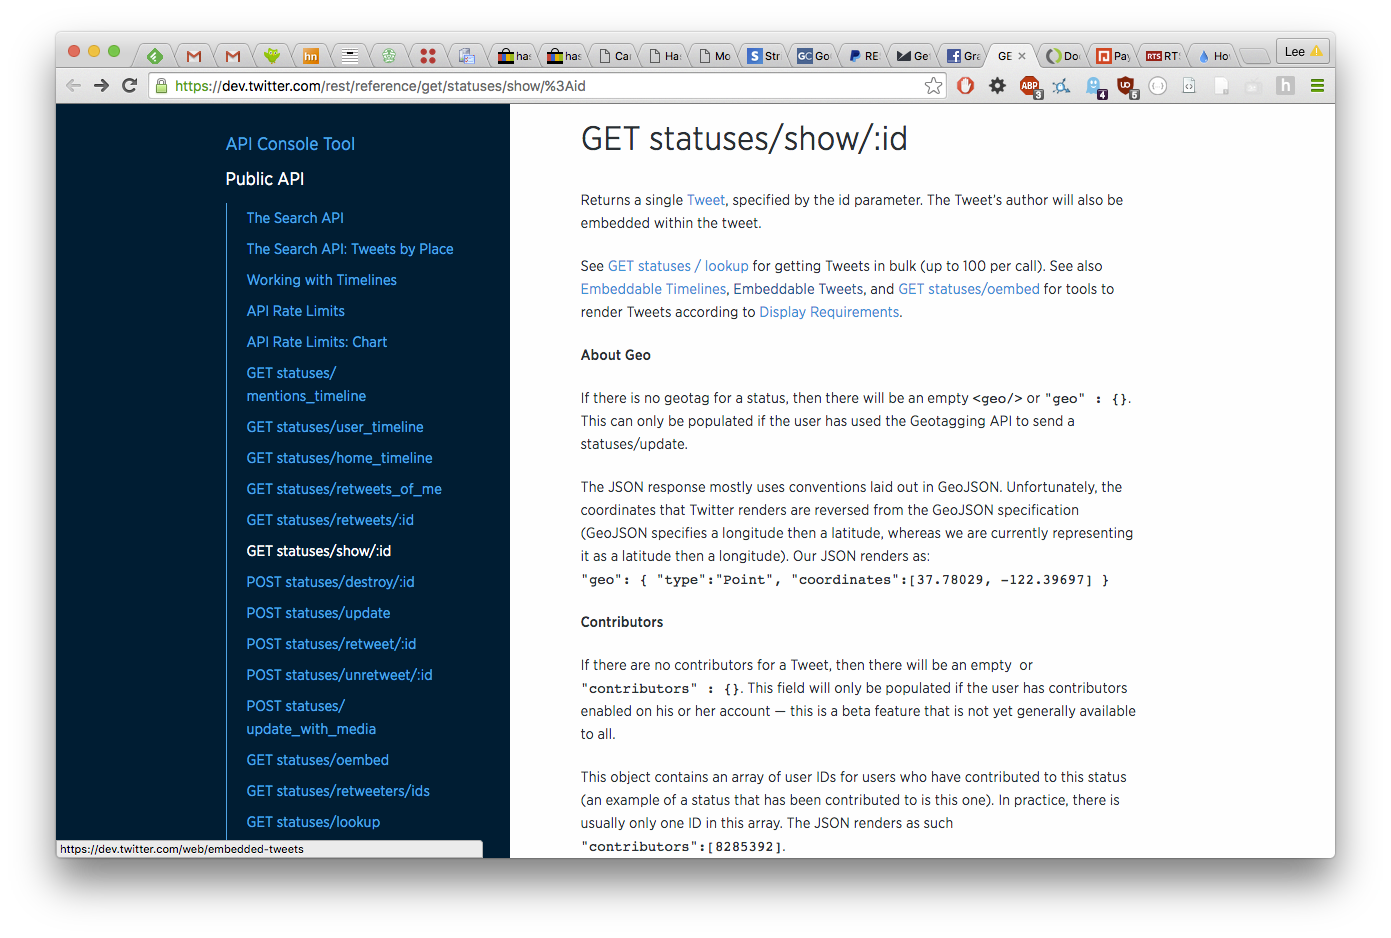 hn
has
has
Ca
Ha
Mo
S Str
GC Go
RE
Ge
Gra
GE ×
Do
Pay
RTS RTS
Ho
Lee
https://dev.twitter.com/rest/reference/get/statuses/show/%3Aid
ABP 3
4
UD 5
h
API Console Tool
Public API
The Search API
The Search API: Tweets by Place
Working with Timelines
API Rate Limits
API Rate Limits: Chart
GET statuses/
mentions_timeline
GET statuses/user_timeline
GET statuses/home_timeline
GET statuses/retweets_of_me
GET statuses/retweets/:id
GET statuses/show/:id
POST statuses/destroy/:id
POST statuses/update
POST statuses/retweet/:id
POST statuses/unretweet/:id
POST statuses/
update_with_media
GET statuses/oembed
GET statuses/retweeters/ids
GET statuses/lookup
https://dev.twitter.com/web/embedded-tweets
GET statuses/show/:id
Returns a single Tweet, specified by the id parameter. The Tweet's author will also be
embedded within the tweet.
See GET statuses / lookup for getting Tweets in bulk (up to 100 per call). See also
Embeddable Timelines, Embeddable Tweets, and GET statuses/oembed for tools to
render Tweets according to Display Requirements.
About Geo
If there is no geotag for a status, then there will be an empty <geo/> or "geo" : {}.
This can only be populated if the user has used the Geotagging API to send a
statuses/update.
The JSON response mostly uses conventions laid out in GeoJSON. Unfortunately, the
coordinates that Twitter renders are reversed from the GeoJSON specification
(GeoJSON specifies a longitude then a latitude, whereas we are currently representing
it as a latitude then a longitude). Our JSON renders as:
"geo": { "type":"Point", "coordinates":[37.78029, -122.39697] }
Contributors
If there are no contributors for a Tweet, then there will be an empty  or
"contributors" : {}. This field will only be populated if the user has contributors
enabled on his or her account — this is a beta feature that is not yet generally available
to all.
This object contains an array of user IDs for users who have contributed to this status
(an example of a status that has been contributed to is this one). In practice, there is
usually only one ID in this array. The JSON renders as such
"contributors":[8285392].